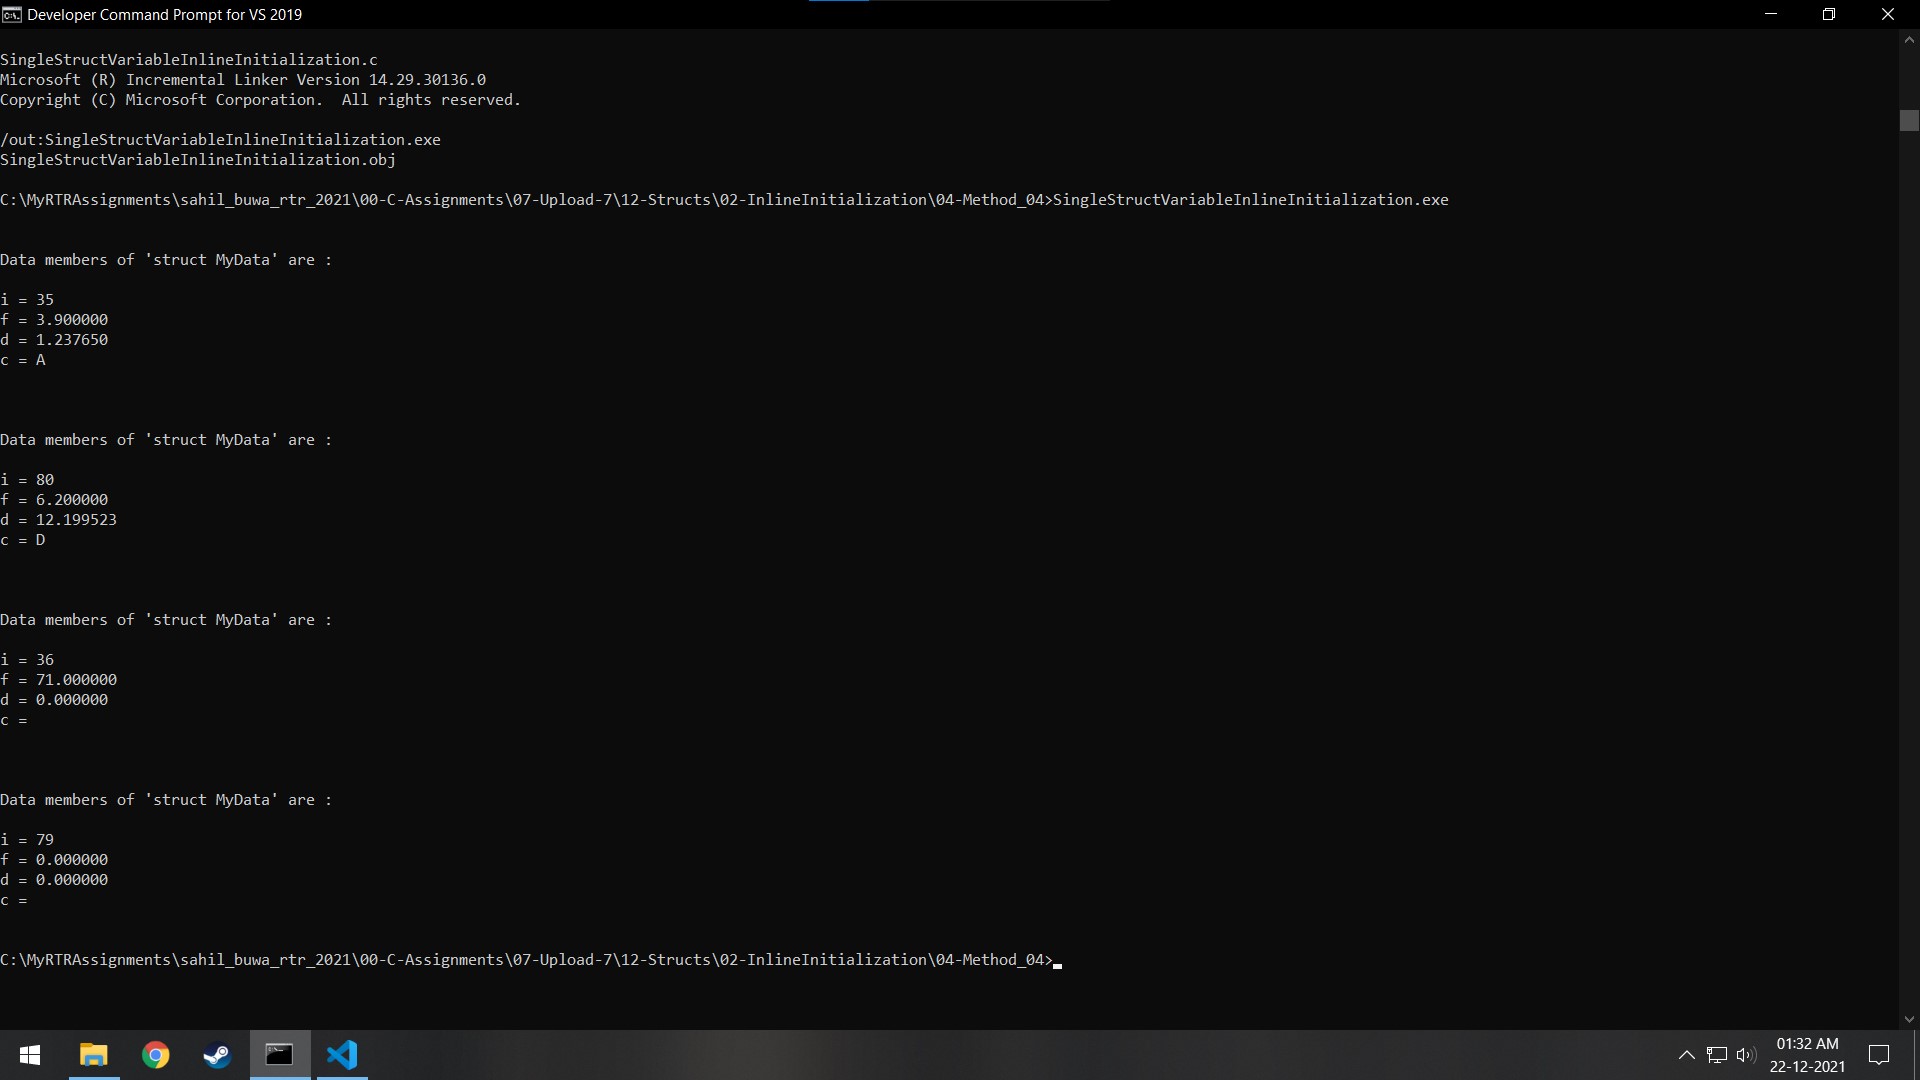 Developer Command Prompt for VS 2019
SingleStructVariableInlineInitialization.c
Microsoft (R) Incremental Linker Version 14.29.30136.0
Copyright (C) Microsoft Corporation.  All rights reserved.
/out:SingleStructVariableInlineInitialization.exe
SingleStructVariableInlineInitialization.obj
C:\MyRTRAssignments\sahil_buwa_rtr_2021\00-C-Assignments\07-Upload-7\12-Structs\02-InlineInitialization\04-Method_04>SingleStructVariableInlineInitialization.exe
Data members of 'struct MyData' are :
i = 35
f = 3.900000
d = 1.237650
c = A
Data members of 'struct MyData' are :
i = 80
f = 6.200000
d = 12.199523
c = D
Data members of 'struct MyData' are :
i = 36
f = 71.000000
d = 0.000000
c =
Data members of 'struct MyData' are :
i = 79
f = 0.000000
d = 0.000000
c =
C:\MyRTRAssignments\sahil_buwa_rtr_2021\00-C-Assignments\07-Upload-7\12-Structs\02-InlineInitialization\04-Method_04>
01:32 AM
22-12-2021